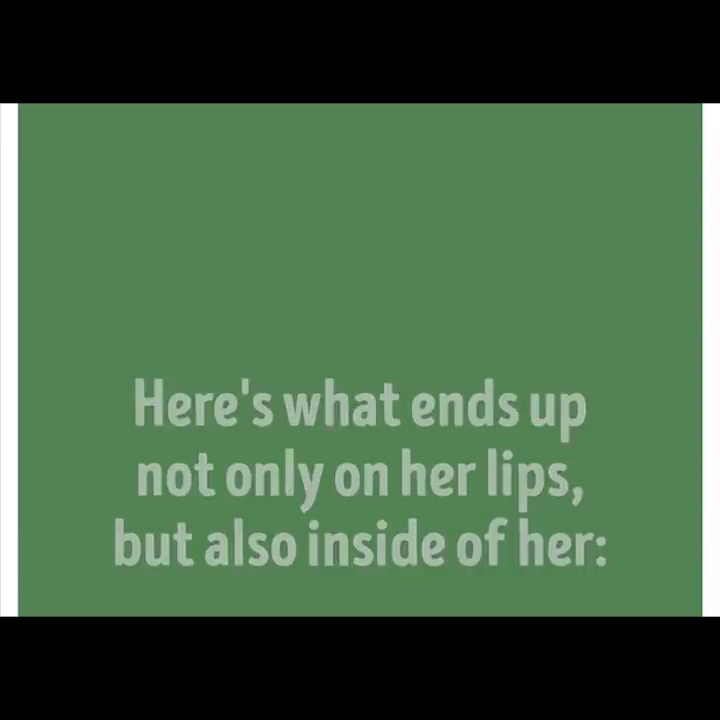 Here's what ends up
not only on her lips,
but also inside of her: